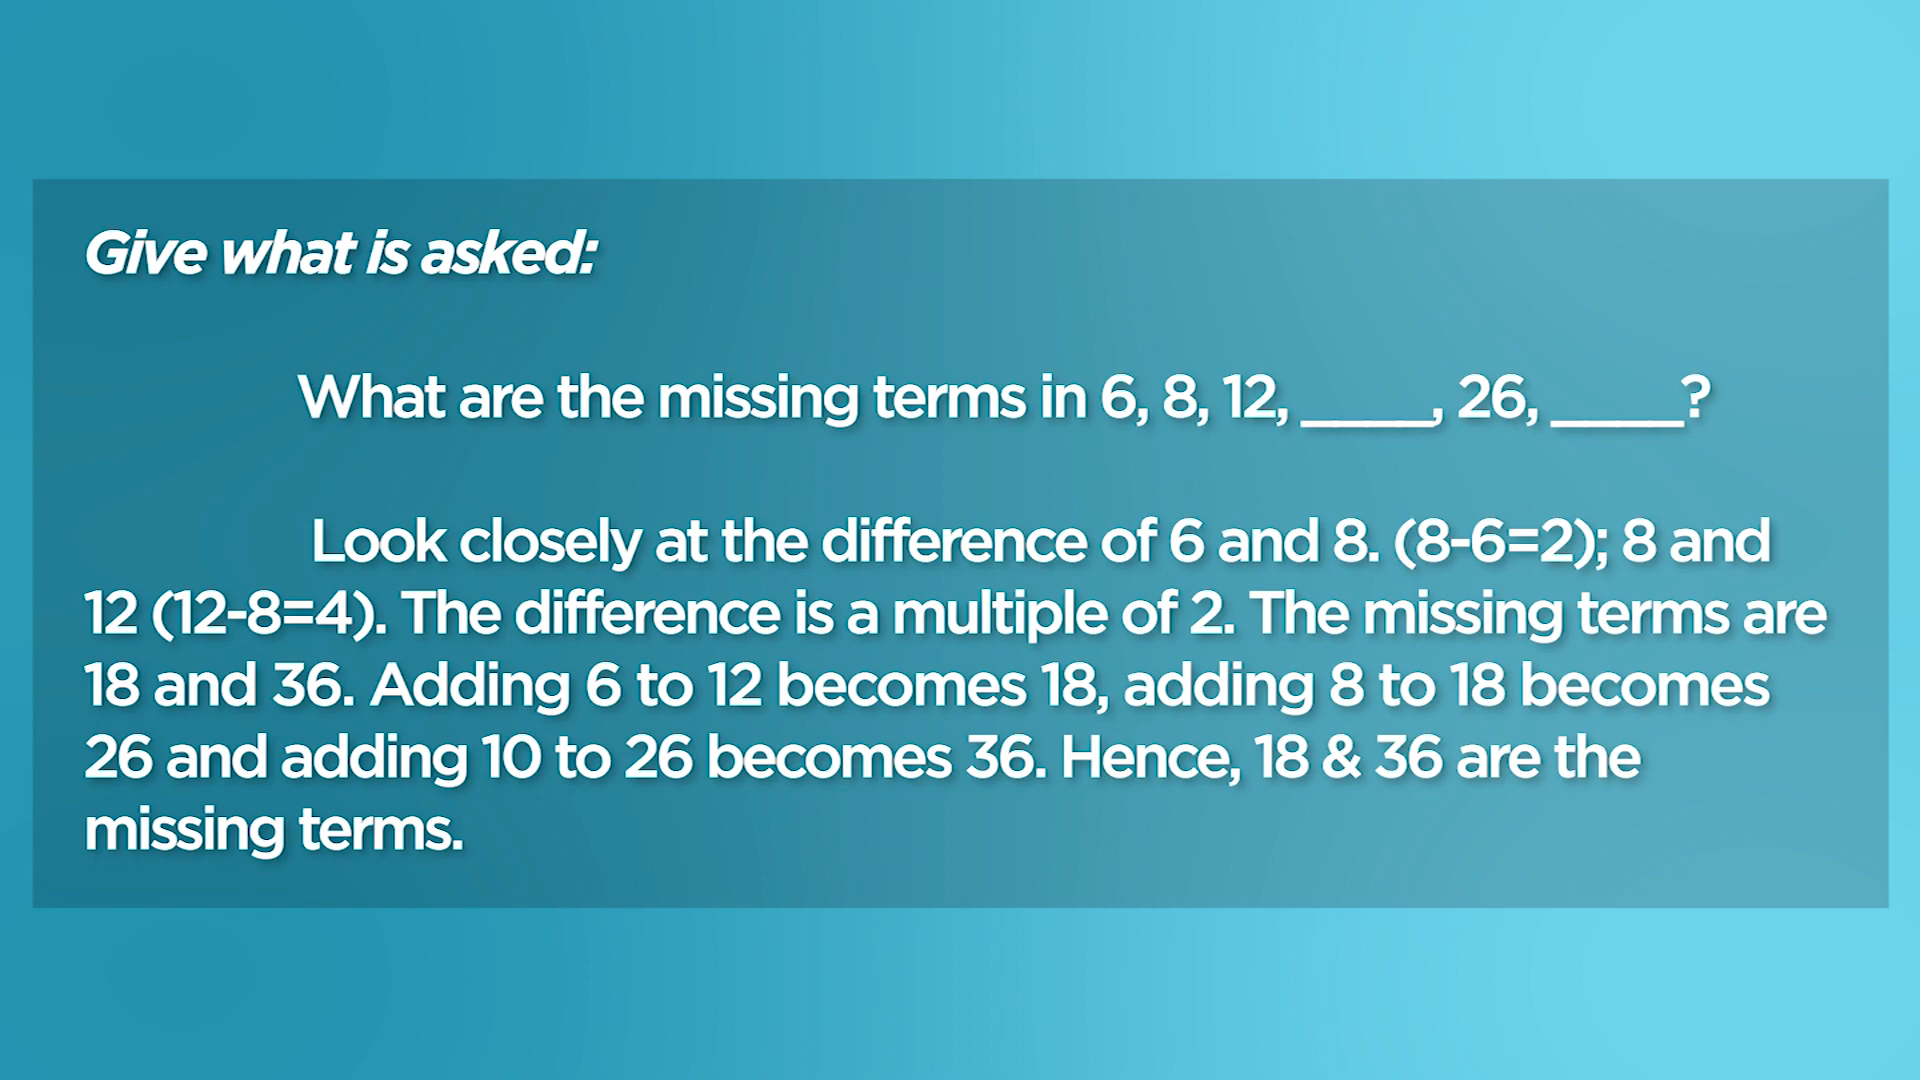 Give what is asked:
What are the missing terms in 6, 8, 12, ____, 26, ____?
Look closely at the difference of 6 and 8. (8-6=2); 8 and
12 (12-8=4). The difference is a multiple of 2. The missing terms are
18 and 36. Adding 6 to 12 becomes 18, adding 8 to 18 becomes
26 and adding 10 to 26 becomes 36. Hence, 18 & 36 are the
missing terms.